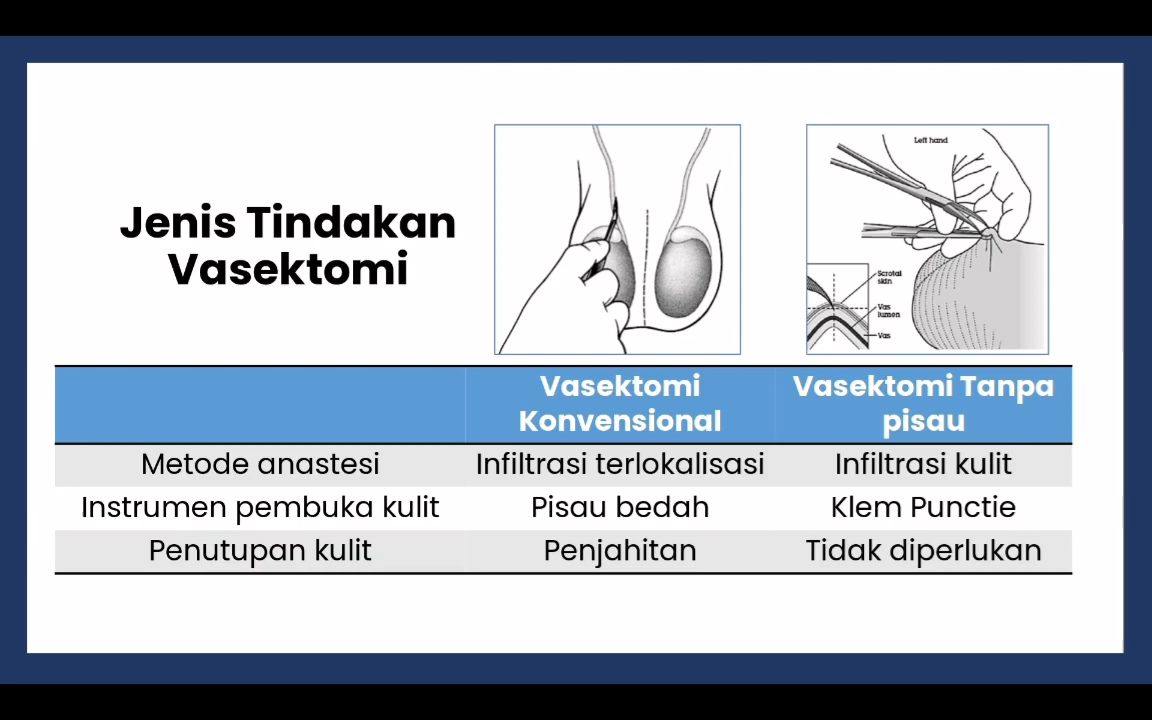 Jenis Tindakan
Vasektomi
Left hand
Scrotal
skin
Vas
lumen
Vas
Vasektomi
Konvensional
Vasektomi Tanpa
pisau
Metode anastesi Infiltrasi terlokalisasi Infiltrasi kulit
Instrumen pembuka kulit Pisau bedah Klem Punctie
Penutupan kulit Penjahitan Tidak diperlukan